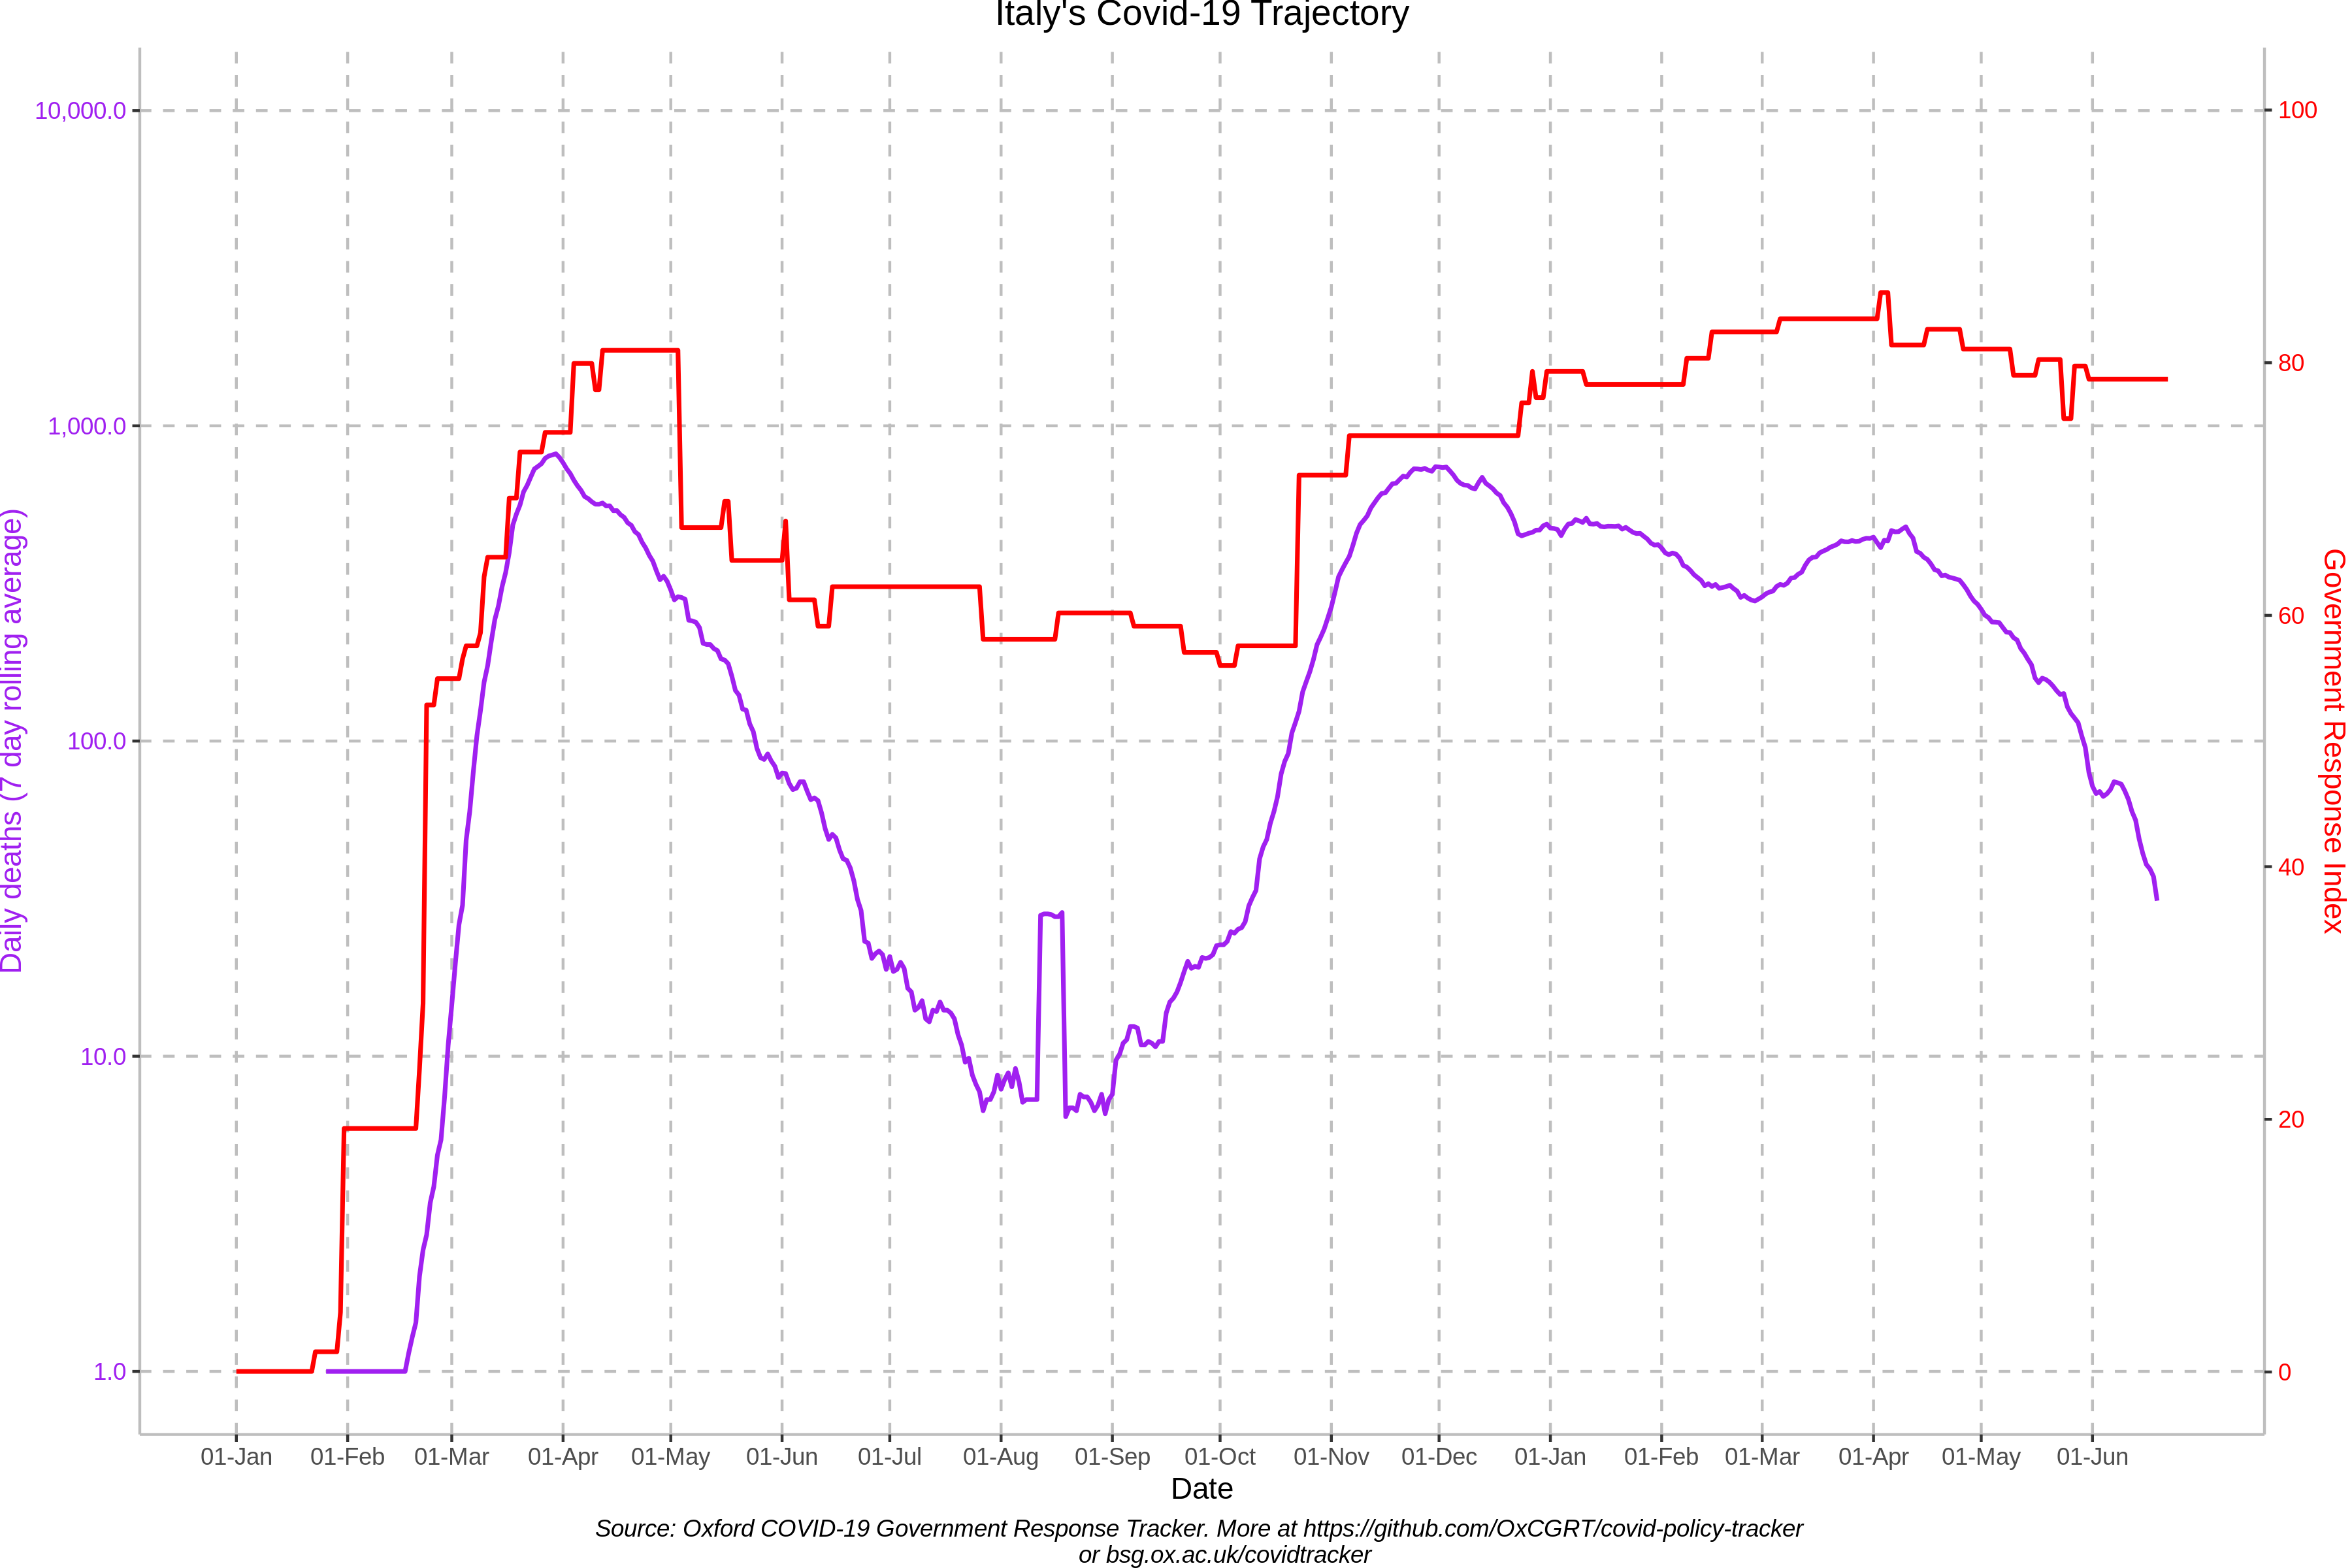 Italy's Covid-19 Trajectory
10,000.0
1,000.0
100.0
10.0
1.0
Daily deaths (7 day rolling average)
100
80
60
40
20
0
Government Response Index
01-Jan 01-Feb 01-Mar 01-Apr 01-May 01-Jun 01-Jul 01-Aug 01-Sep 01-Oct 01-Nov 01-Dec 01-Jan 01-Feb 01-Mar 01-Apr 01-May 01-Jun
Date
Source: Oxford COVID-19 Government Response Tracker. More at https://github.com/OxCGRT/covid-policy-tracker
or bsg.ox.ac.uk/covidtracker